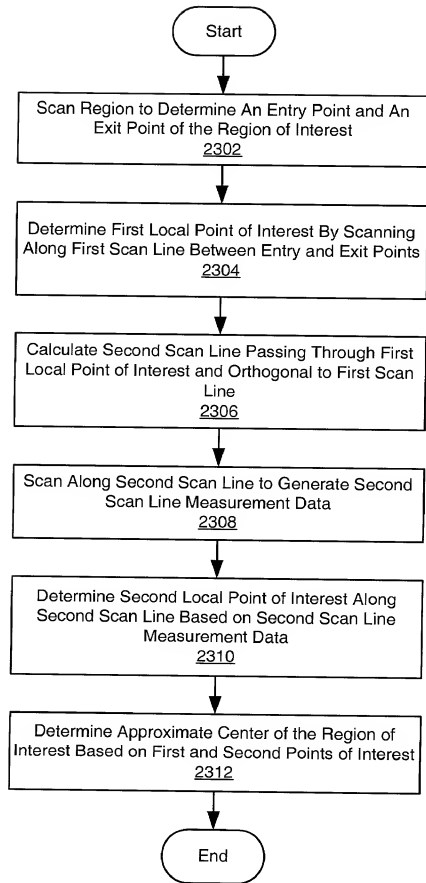 Start
Scan Region to Determine An Entry Point and An
Exit Point of the Region of Interest
2302
Determine First Local Point of Interest By Scanning
Along First Scan Line Between Entry and Exit Points
2304
Calculate Second Scan Line Passing Through First
Local Point of Interest and Orthogonal to First Scan
Line
2306
Scan Along Second Scan Line to Generate Second
Scan Line Measurement Data
2308
Determine Second Local Point of Interest Along
Second Scan Line Based on Second Scan Line
Measurement Data
2310
Determine Approximate Center of the Region of
Interest Based on First and Second Points of Interest
2312
End